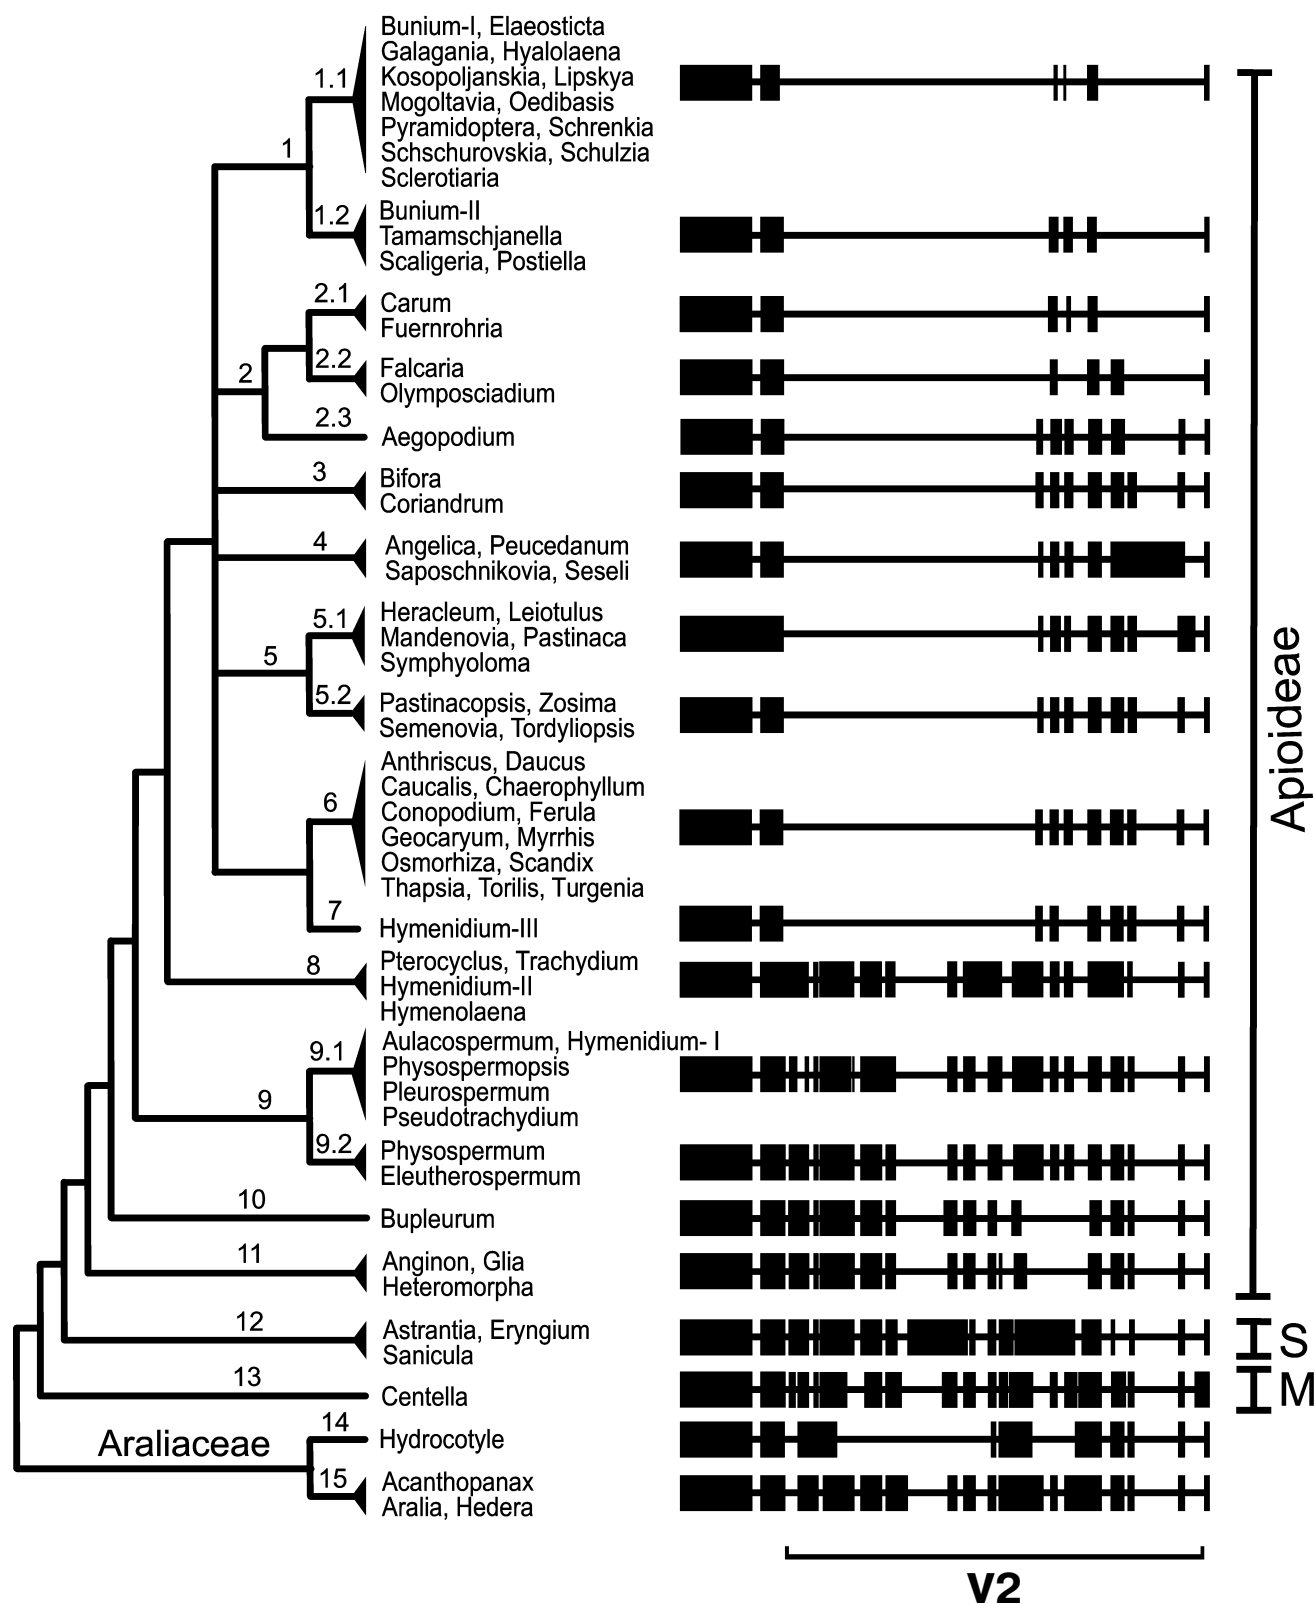 Bunium-I, Elaeosticta
Galagania, Hyalolaena
1.1
Kosopoljanskia, Lipskya
Mogoltavia, Oedibasis
Pyramidoptera, Schrenkia
1
Schschurovskia, Schulzia
Sclerotiaria
1.2
Bunium-II
Tamamschjanella
Scaligeria, Postiella
2.1
Carum
Fuernrohria
2
2.2
Falcaria
Olymposciadium
2.3
Aegopodium
3
Bifora
Coriandrum
4
Angelica, Peucedanum
Saposchnikovia, Seseli
5.1
Heracleum, Leiotulus
Mandenovia, Pastinaca
5
Symphyoloma
5.2
Pastinacopsis, Zosima
Semenovia, Tordyliopsis
Anthriscus, Daucus
Caucalis, Chaerophyllum
6
Conopodium, Ferula
Geocaryum, Myrrhis
Osmorhiza, Scandix
Thapsia, Torilis, Turgenia
7
Hymenidium-III
8
Pterocyclus, Trachydium
Hymenidium-II
Hymenolaena
9.1
Aulacospermum, Hymenidium- I
Physospermopsis
Pleurospermum
9
Pseudotrachydium
9.2
Physospermum
Eleutherospermum
10
Bupleurum
11
Anginon, Glia
Heteromorpha
Apioideae
12
Astrantia, Eryngium
Sanicula
S
13
Centella
M
Araliaceae
14
Hydrocotyle
15
Acanthopanax
Aralia, Hedera
V2